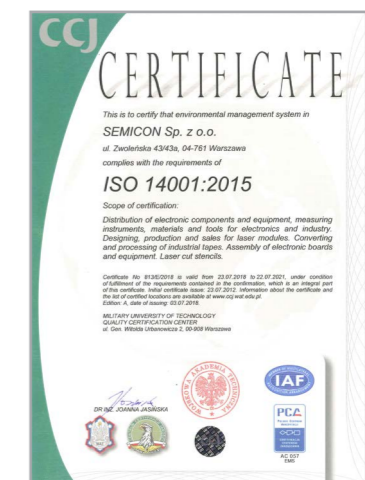 CCJ
CERTIFICATE
This is to certify that environmental management system in
SEMICON Sp. z o.o.
ul. Zwoleńska 43/43a, 04-761 Warszawa
complies with the requirements of
ISO 14001:2015
Scope of certification:
Distribution of electronic components and equipment, measuring
instruments, materials and tools for electronics and industry.
Designing, production and sales for laser modules. Converting
and processing of industrial tapes. Assembly of electronic boards
and equipment. Laser cut stencils.
Certificate No 813/E/2018 is valid from 23.07.2018 to 22.07.2021, under condition
of fulfillment of the requirements contained in the confirmation, which is an integral part
of this certificate. Initial certificate issue: 23.07.2012. Information about the certificate and
the list of certified locations are available at www.ccj.wat.edu.pl
Edition: A, date of issuing: 03.07.2018.
MILITARY UNIVERSITY OF TECHNOLOGY
QUALITY CERTIFICATION CENTER
ul. Gen. Witolda Urbanowicza 2, 00-908 Warszawa
WOJSKOWA AKADEMIA TECHNICZNA
IAF
DR INŻ. JOANNA JASIŃSKA
PCA
AC 057
EMS